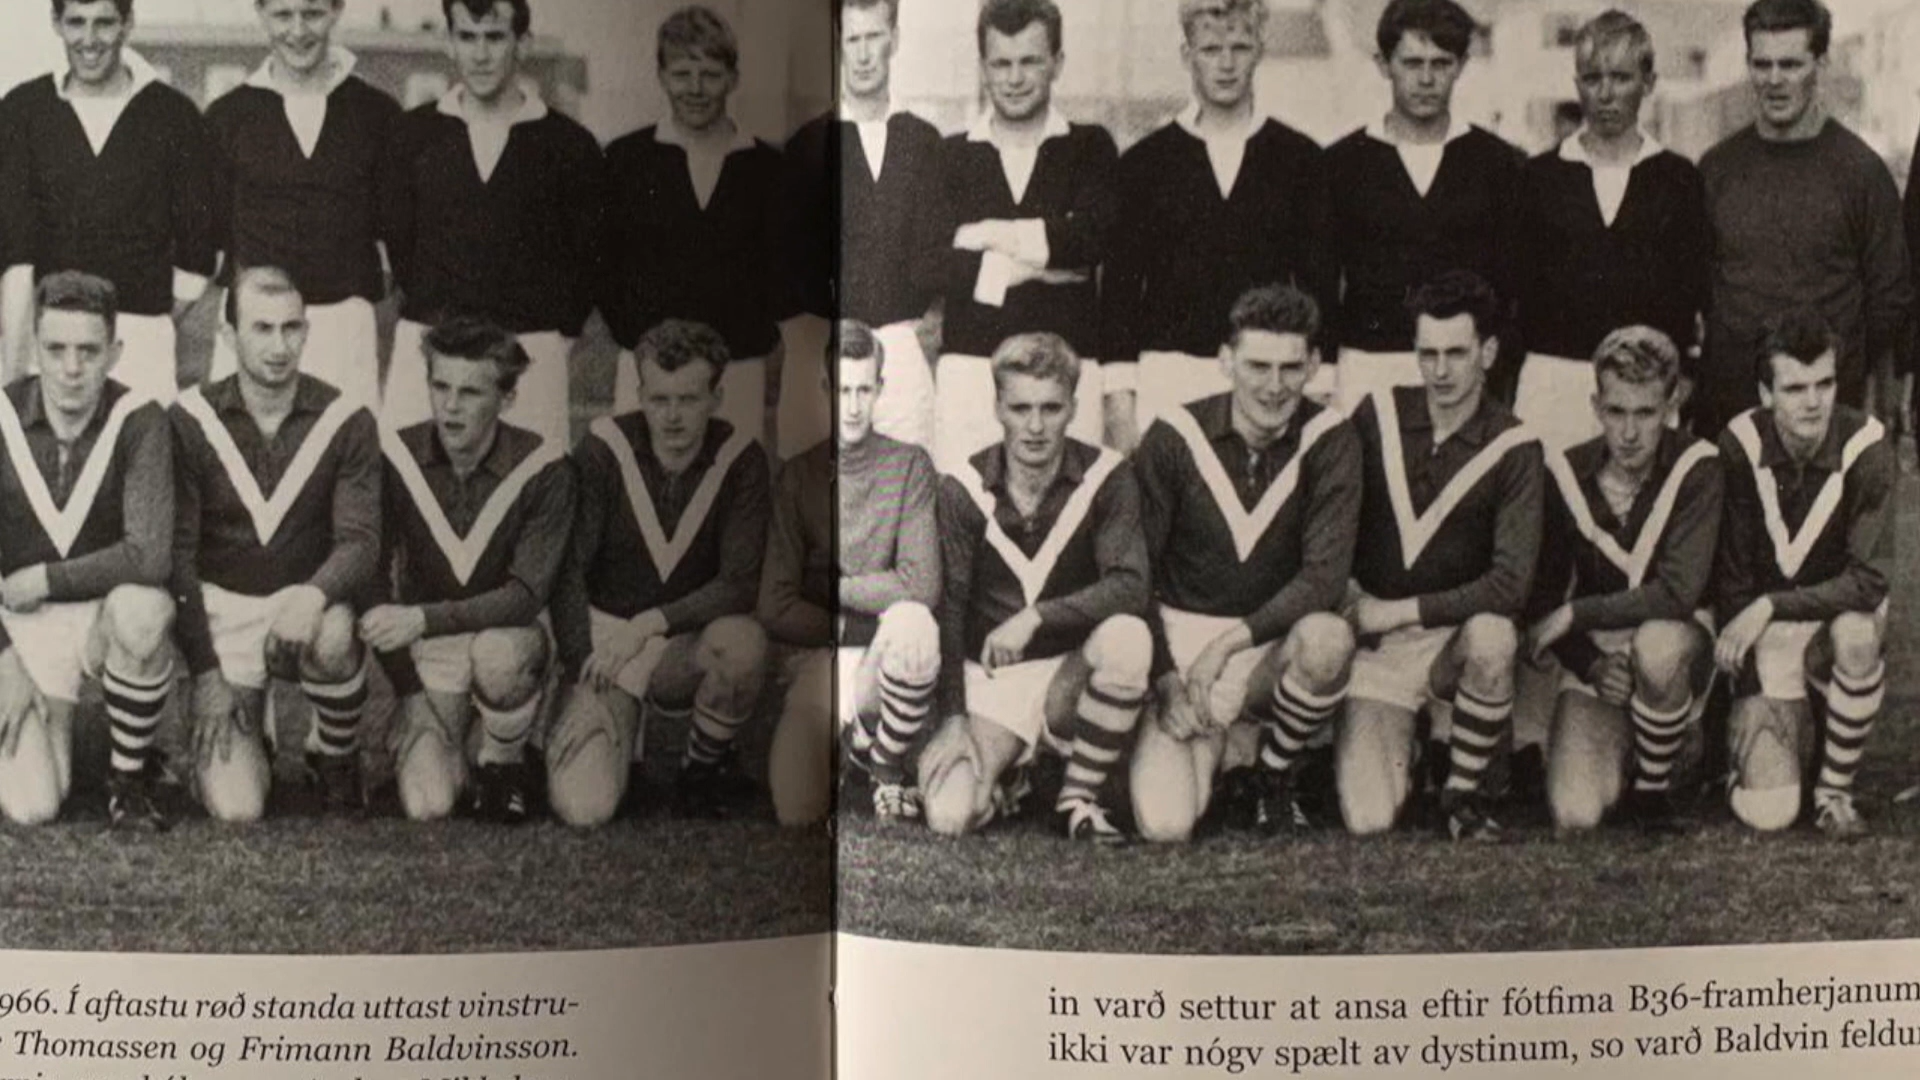 966. Í aftastu røð standa uttast vinstru-
Thomassen og Frimann Baldvinsson.
in varð settur at ansa eftir fótfima B36-framherjanum
ikki var nógv spælt av dystinum, so varð Baldvin feldu